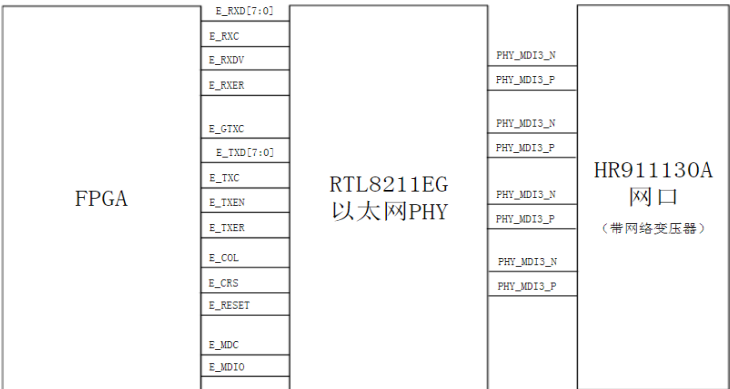 E_RXD[7:0]
E_RXC
E_RXDV
E_RXER
E_GTXC
E_TXD[7:0]
E_TXC
E_TXEN
E_TXER
E_COL
E_CRS
E_RESET
E_MDC
E_MDIO
FPGA
RTL8211EG
以太网PHY
PHY_MDI3_N
PHY_MDI3_P
PHY_MDI3_N
PHY_MDI3_P
PHY_MDI3_N
PHY_MDI3_P
PHY_MDI3_N
PHY_MDI3_P
HR911130A
网口
（带网络变压器）